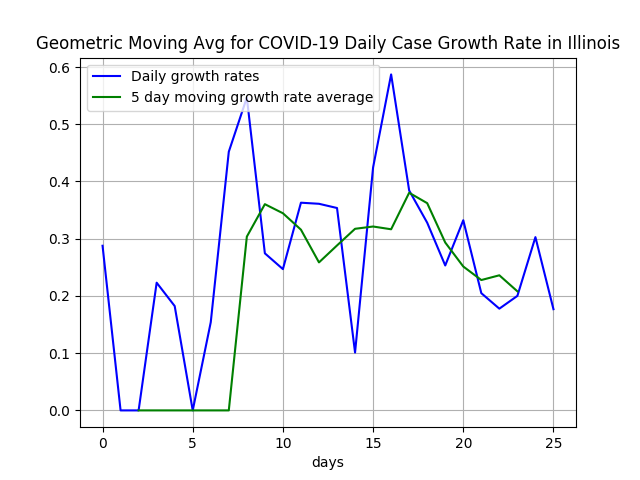 Geometric Moving Avg for COVID-19 Daily Case Growth Rate in Illinois
Daily growth rates
5 day moving growth rate average
0.6
0.5
0.4
0.3
0.2
0.1
0.0
0 5 10 15 20 25
days